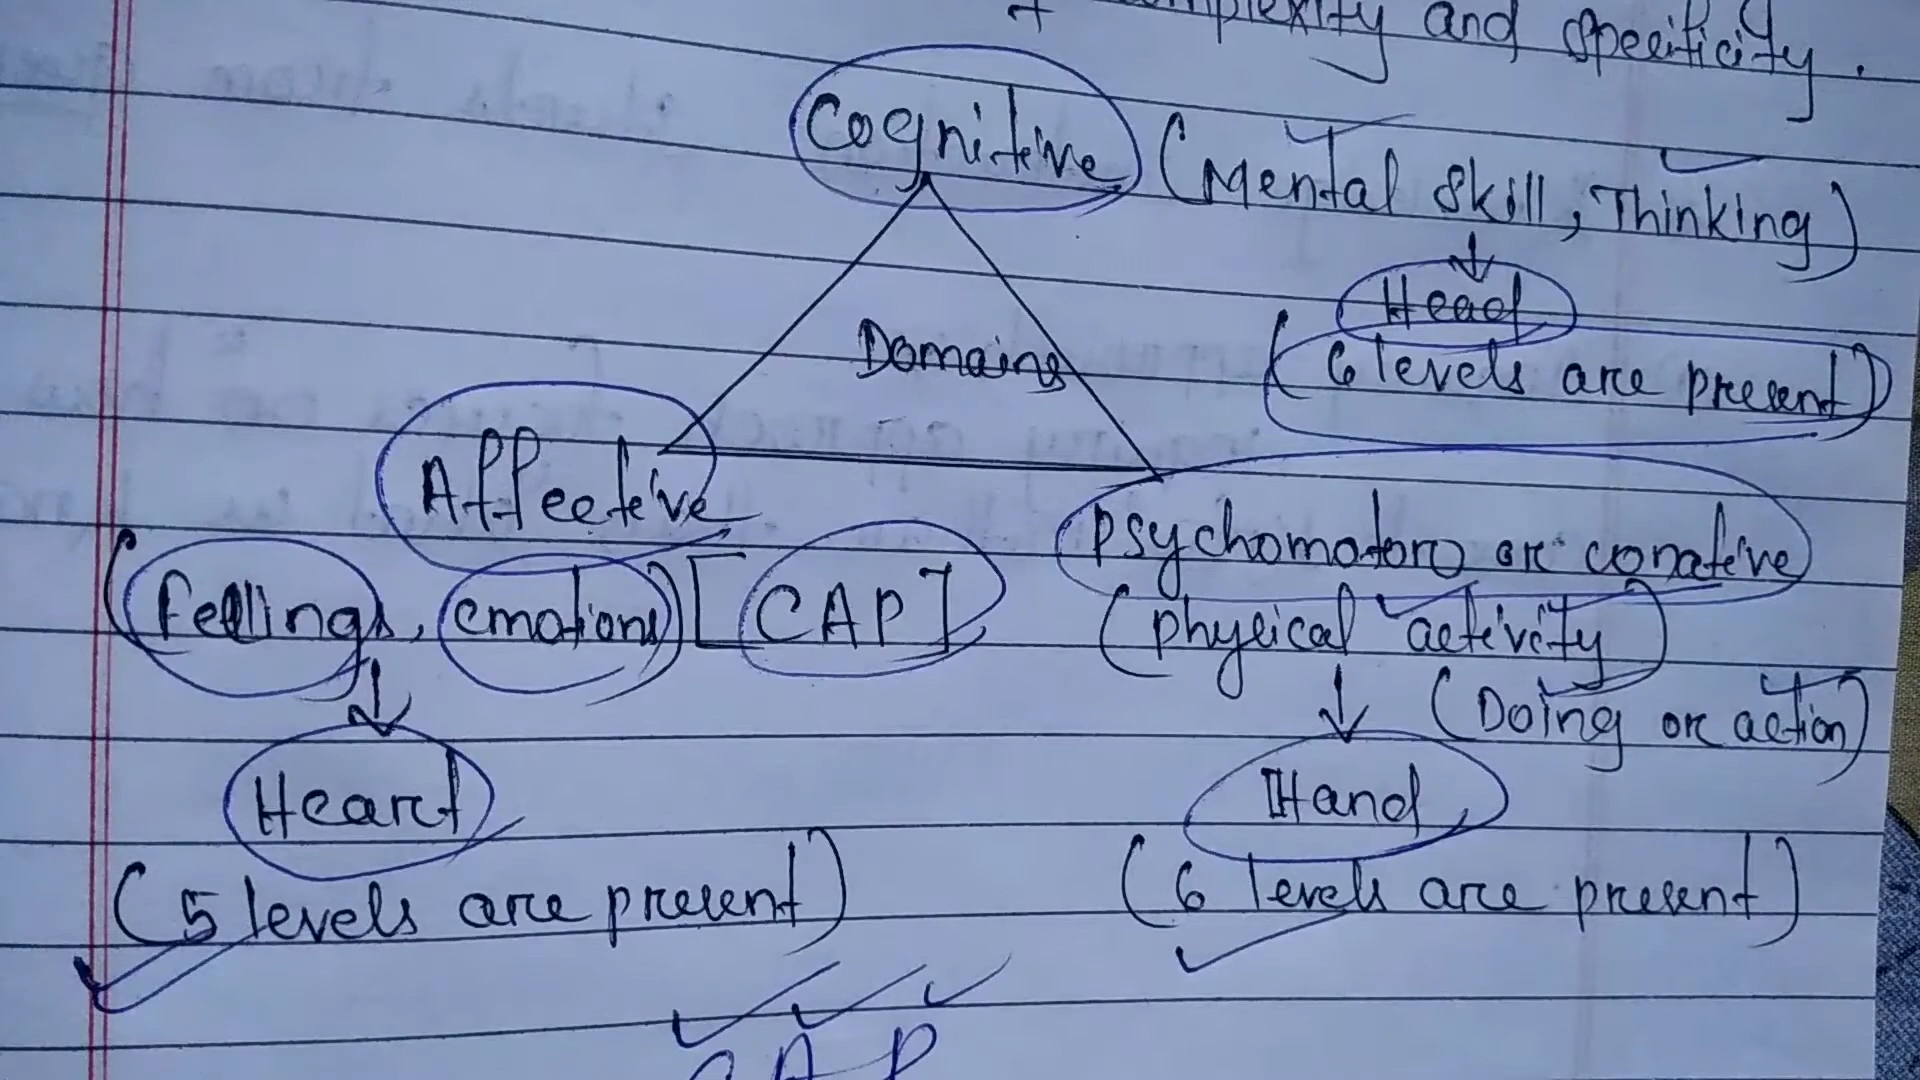 complexity and specificity.
Cognitive (Mental skill, Thinking)
Head
(6 levels are present)
Domains
Affective
psychomotor or conative
(feelings, emotions) [CAP]
(physical activity)
(Doing or action)
Heart
Hand
(5 levels are present)
(6 levels are present)
C A P